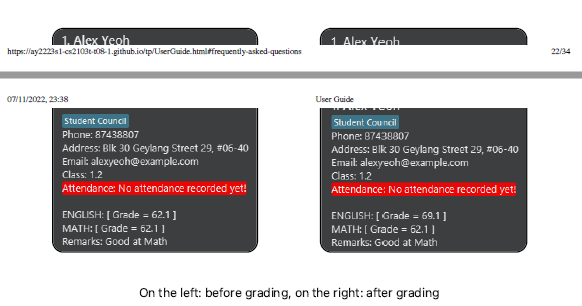 1. Alex Yeoh
1. Alex Yeoh
https://ay2223s1-cs2103t-t08-1.github.io/tp/UserGuide.html#frequently-asked-questions
22/34
07/11/2022, 23:38
User Guide
1. Alex Yeoh
Student Council
Phone: 87438807
Address: Blk 30 Geylang Street 29, #06-40
Email: alexyeoh@example.com
Class: 1.2
Attendance: No attendance recorded yet!
ENGLISH: [ Grade = 62.1 ]
MATH: [ Grade = 62.1 ]
Remarks: Good at Math
Student Council
Phone: 87438807
Address: Blk 30 Geylang Street 29, #06-40
Email: alexyeoh@example.com
Class: 1.2
Attendance: No attendance recorded yet!
ENGLISH: [ Grade = 69.1 ]
MATH: [ Grade = 62.1 ]
Remarks: Good at Math
On the left: before grading, on the right: after grading